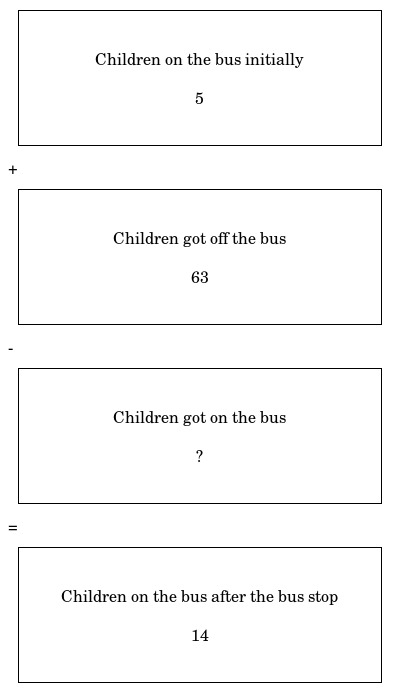 Children on the bus initially
5
+
Children got off the bus
63
-
Children got on the bus
?
=
Children on the bus after the bus stop
14